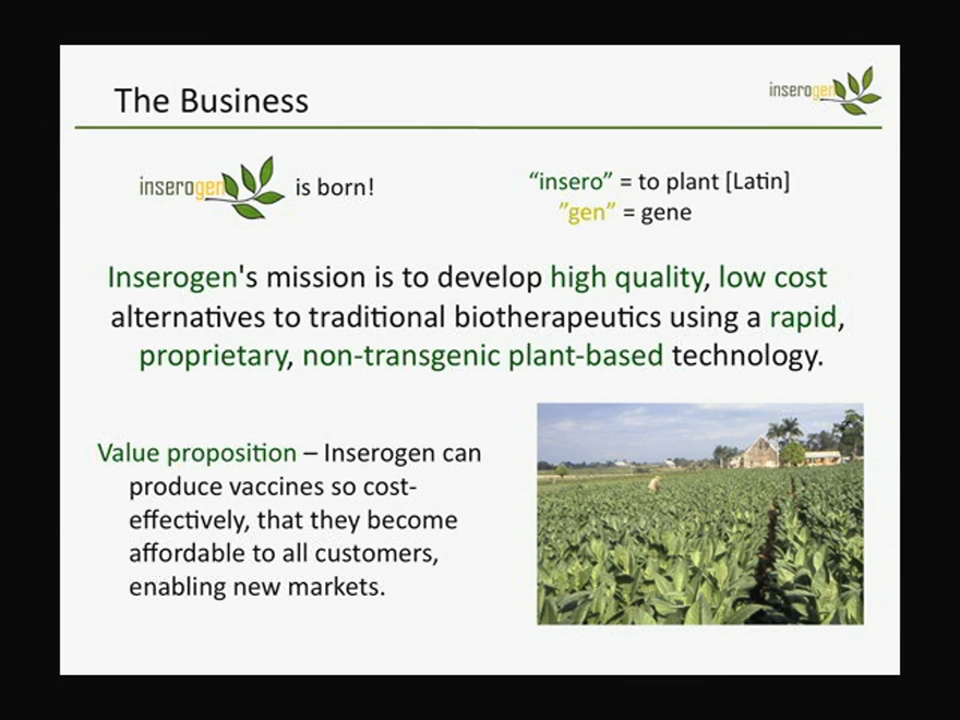 The Business
inserogen
inserogen is born!
“insero” = to plant [Latin]
”gen” = gene
Inserogen's mission is to develop high quality, low cost
alternatives to traditional biotherapeutics using a rapid,
proprietary, non-transgenic plant-based technology.
Value proposition – Inserogen can
produce vaccines so cost-
effectively, that they become
affordable to all customers,
enabling new markets.